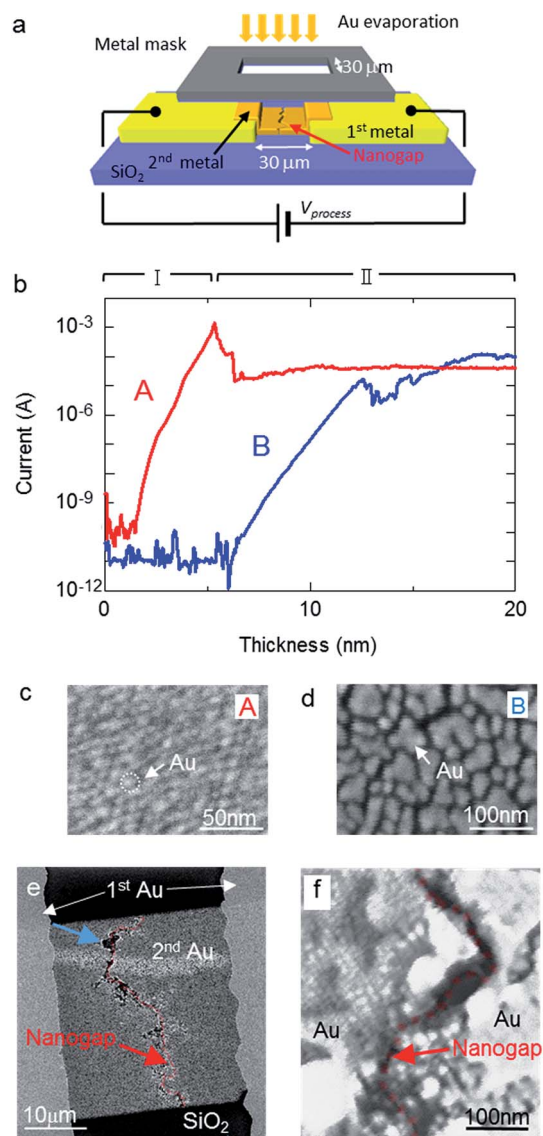 a
Au evaporation
Metal mask
30 μm
1st metal
2nd metal
Nanogap
SiO2
30 μm
Vprocess
b
I
II
10-3
10-6
10-9
10-12
A
B
Current (A)
0
10
20
Thickness (nm)
c
A
Au
50nm
d
B
Au
100nm
e
1st Au
2nd Au
Nanogap
10μm
SiO2
f
Au
Au
Nanogap
100nm